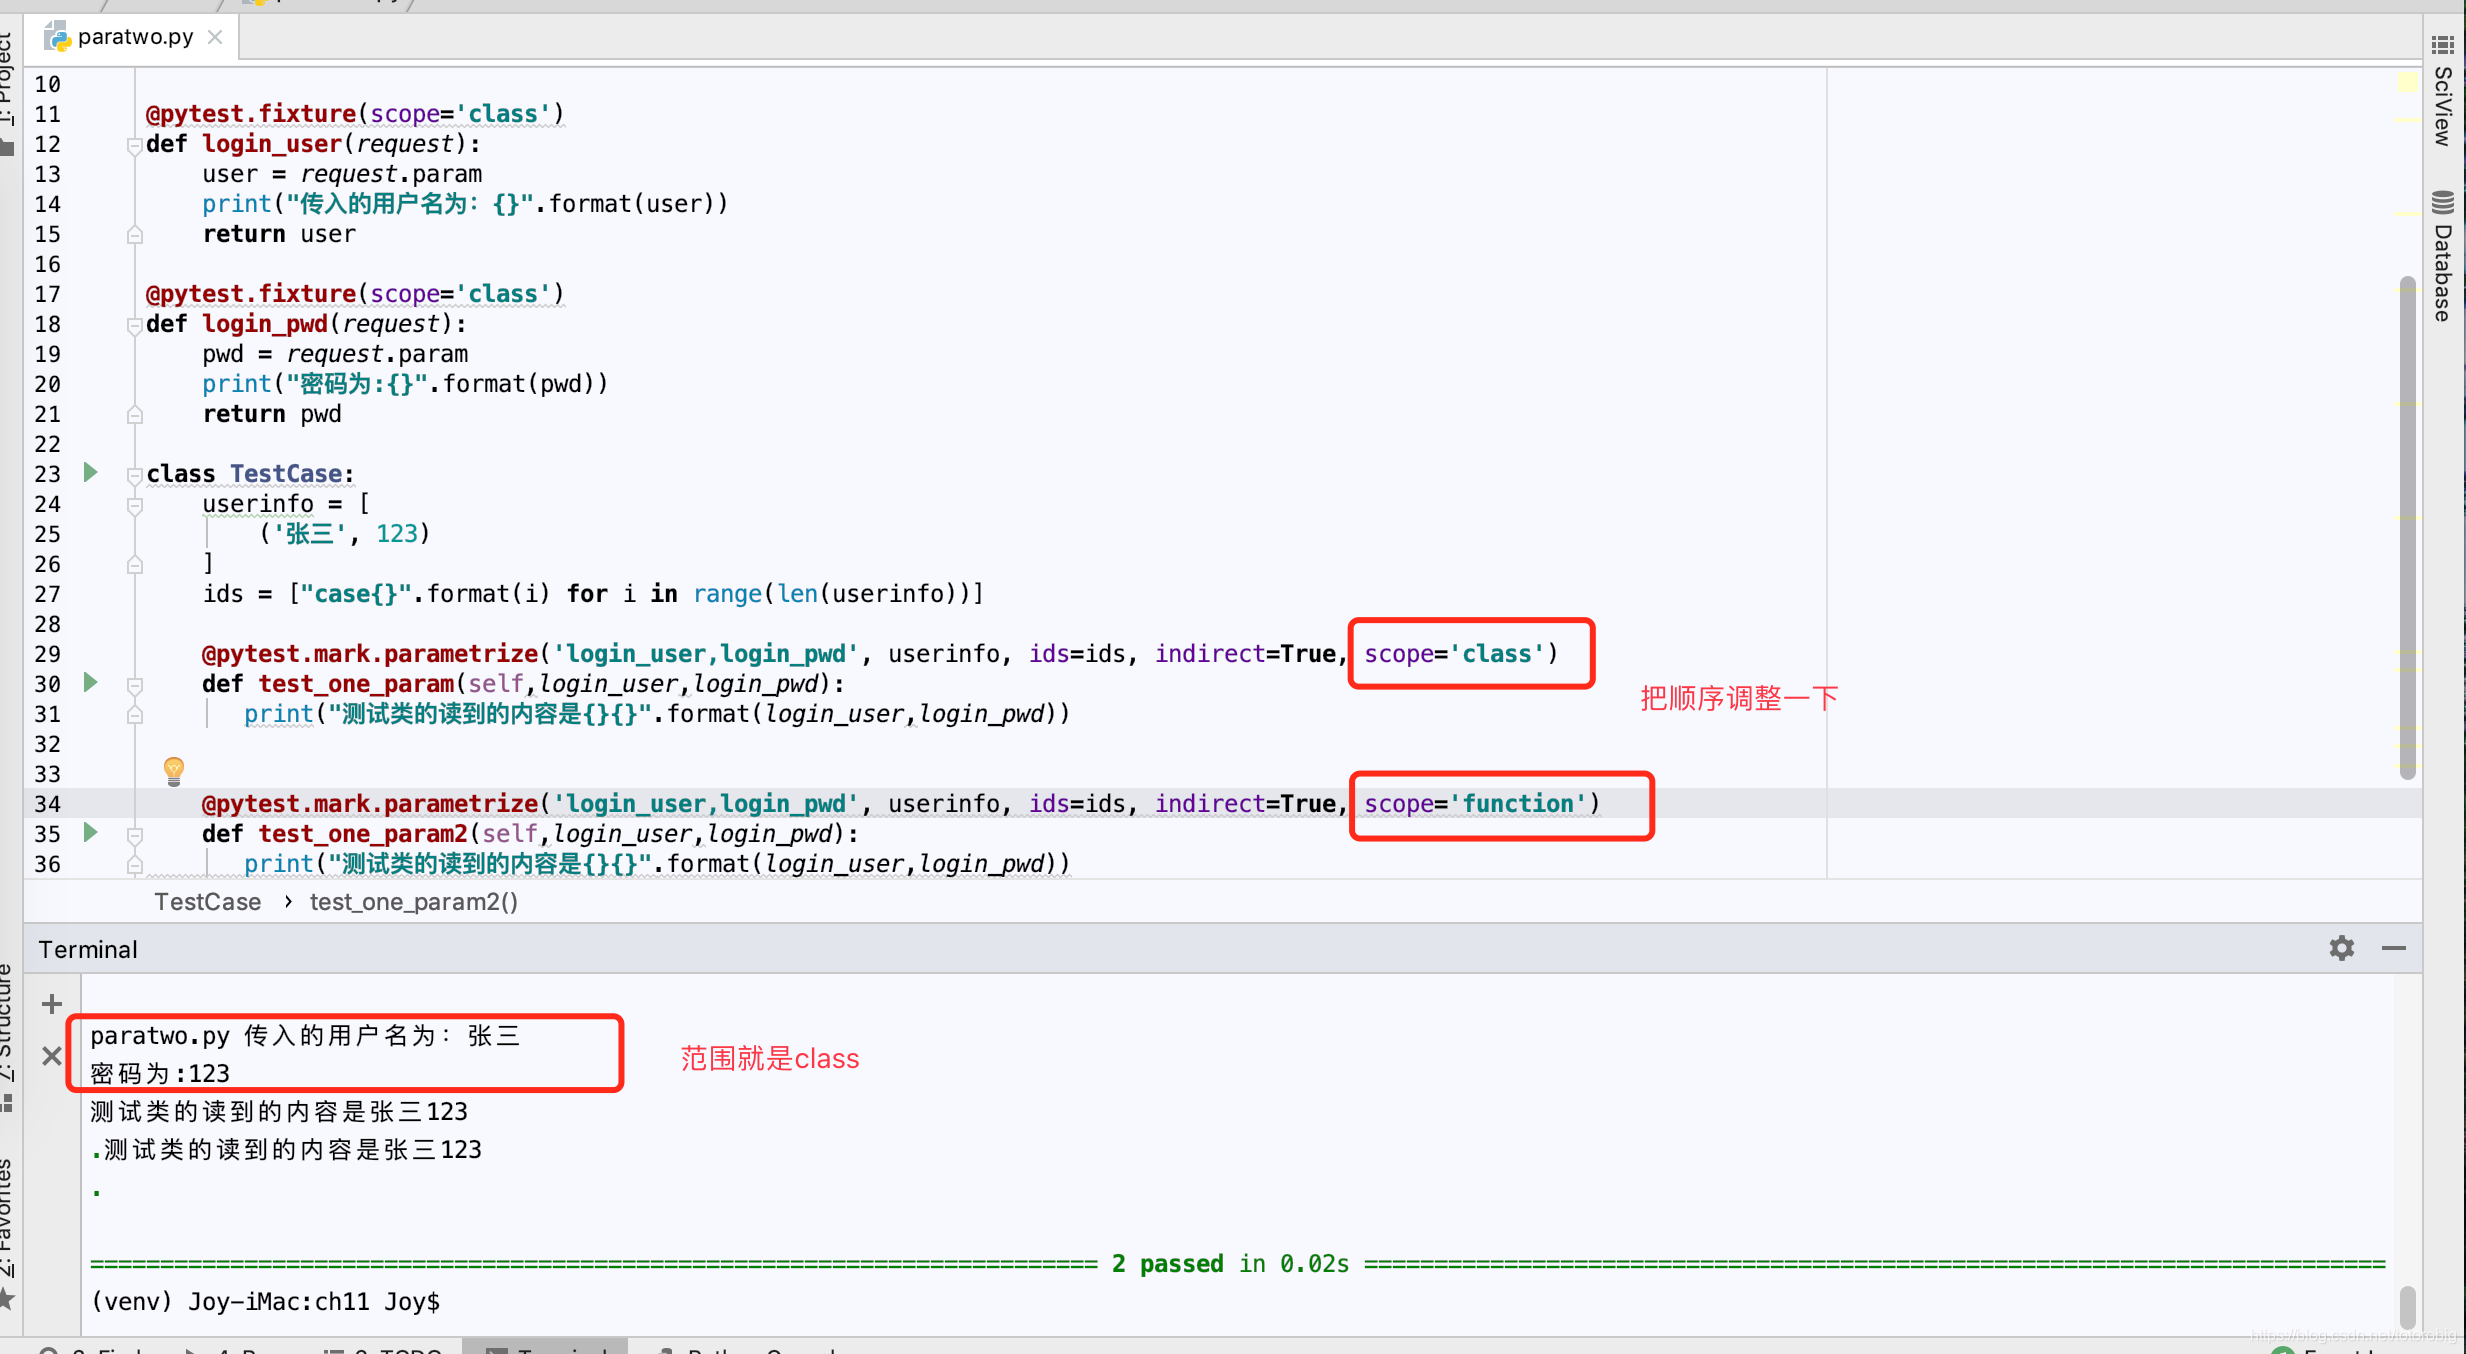 paratwo.py
1: Project
10
11 @pytest.fixture(scope='class')
12 def login_user(request):
13 user = request.param
14 print("传入的用户名为：{}".format(user))
15 return user
16
17 @pytest.fixture(scope='class')
18 def login_pwd(request):
19 pwd = request.param
20 print("密码为:{}".format(pwd))
21 return pwd
22
23 class TestCase:
24 userinfo = [
25 ('张三', 123)
26 ]
27 ids = ["case{}".format(i) for i in range(len(userinfo))]
28
29 @pytest.mark.parametrize('login_user,login_pwd', userinfo, ids=ids, indirect=True, scope='class')
30 def test_one_param(self,login_user,login_pwd):
把顺序调整一下
31 print("测试类的读到的内容是{}{}".format(login_user,login_pwd))
32
33
34 @pytest.mark.parametrize('login_user,login_pwd', userinfo, ids=ids, indirect=True, scope='function')
35 def test_one_param2(self,login_user,login_pwd):
36 print("测试类的读到的内容是{}{}".format(login_user,login_pwd))
SciView
Database
TestCase › test_one_param2()
Terminal
paratwo.py 传入的用户名为：张三
密码为:123
范围就是class
测试类的读到的内容是张三123
.测试类的读到的内容是张三123
.
2 passed in 0.02s
(venv) Joy-iMac:ch11 Joy$
7: Structure
2: Favorites
Terminal